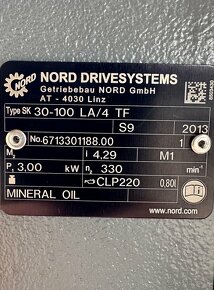 NORD
NORD DRIVESYSTEMS
Getriebebau NORD GmbH
AT - 4030 Linz
Type SK 30-100 LA/4 TF
S9 2013
No. 6713301188.00 1
M₂ i 4.29 M1
P₁ 3,00 kW n₂ 330 min⁻¹
CLP220 0,80l
MINERAL OIL
www.nord.com